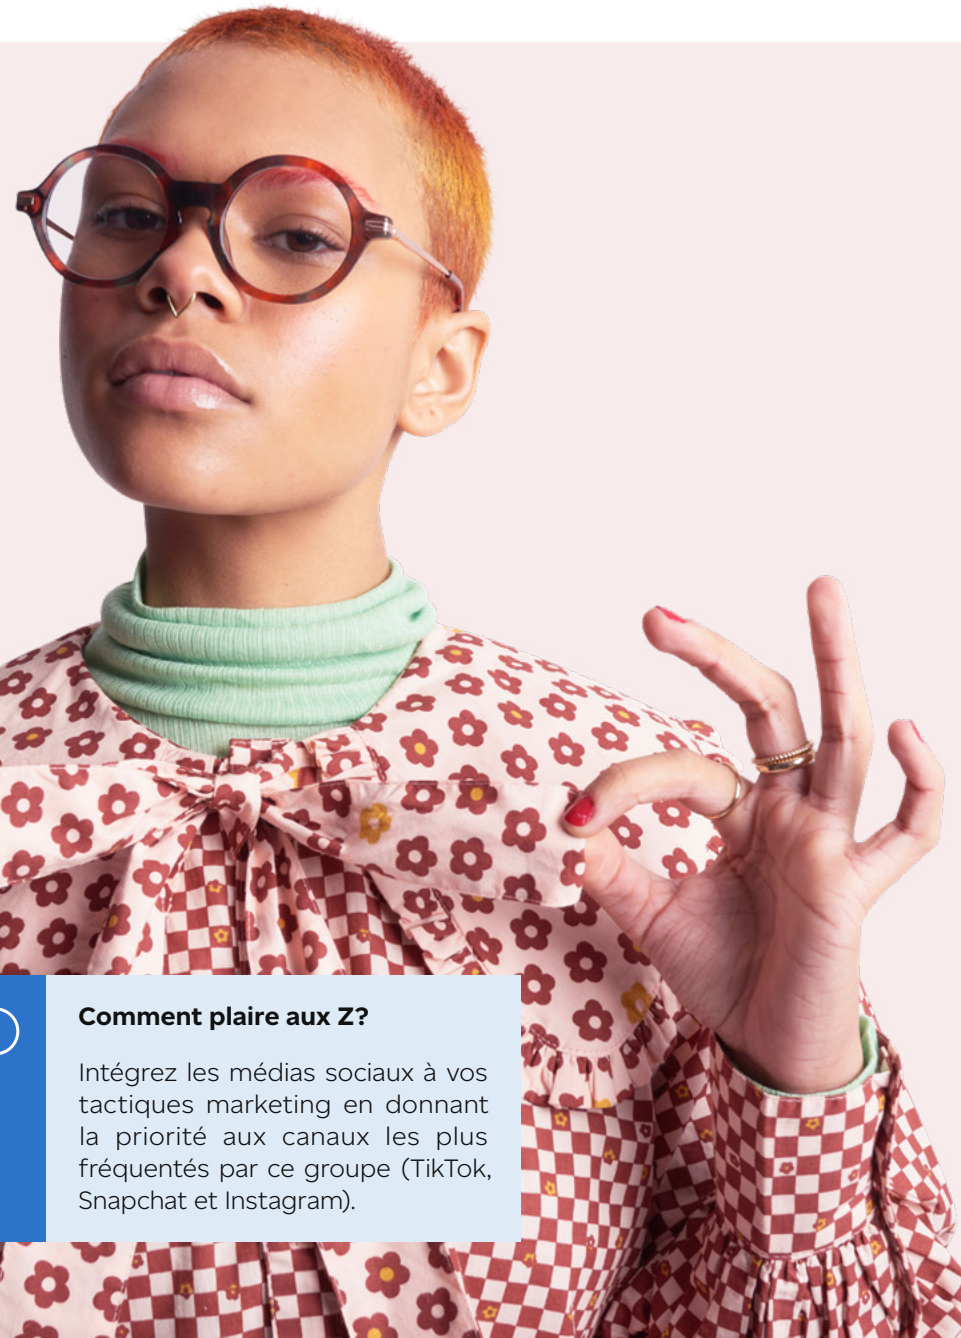 Comment plaire aux Z?
Intégrez les médias sociaux à vos
tactiques marketing en donnant
la priorité aux canaux les plus
fréquentés par ce groupe (TikTok,
Snapchat et Instagram).